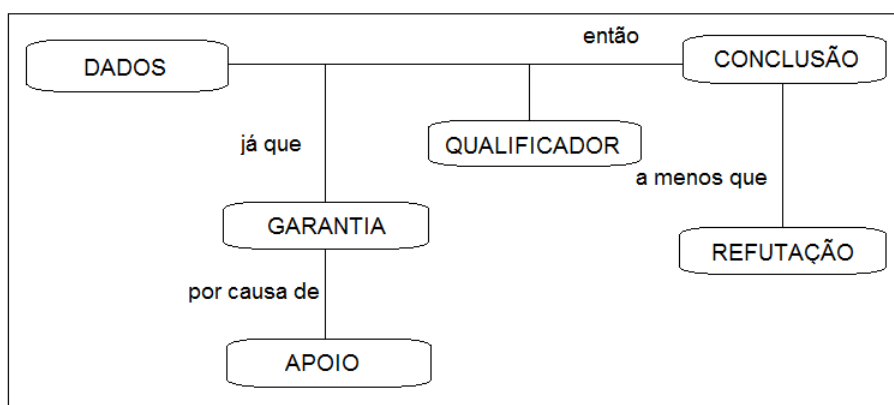 então
DADOS
CONCLUSÃO
já que
QUALIFICADOR
a menos que
GARANTIA
REFUTAÇÃO
por causa de
APOIO